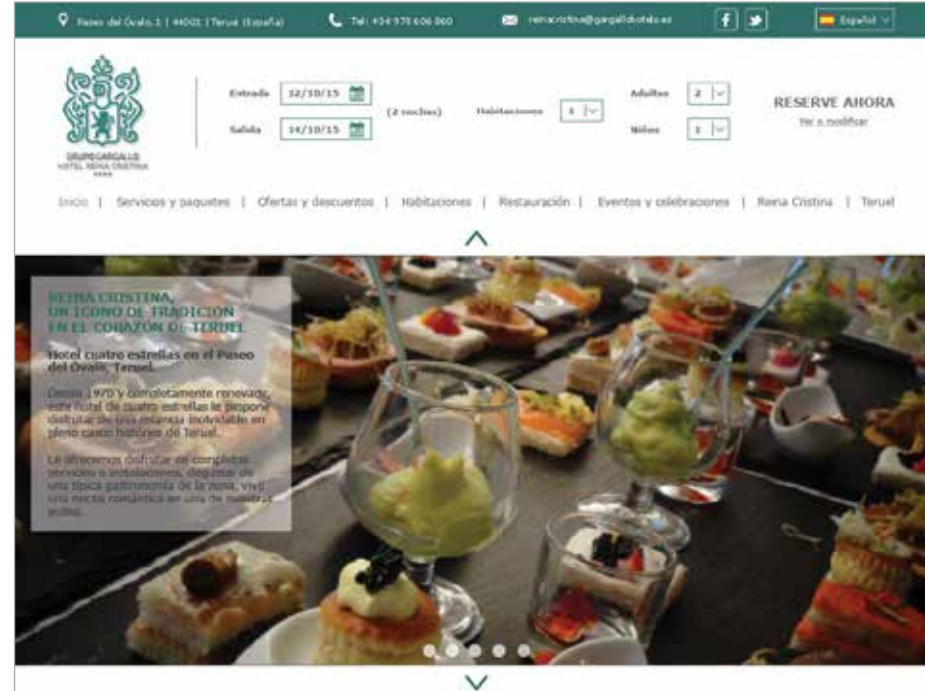 Paseo del Óvalo, 1 | 44001 | Teruel (España)
Tel: +34 978 606 860
reinacristina@gargallohotels.es
Español
Entrada
12/10/15
Salida
14/10/15
(2 noches)
Habitaciones
1
Adultos
2
Niños
1
RESERVE AHORA
Ver o modificar
GRUPO GARGALLO
HOTEL REINA CRISTINA
Inicio | Servicios y paquetes | Ofertas y descuentos | Habitaciones | Restauración | Eventos y celebraciones | Reina Cristina | Teruel
REINA CRISTINA,
UN ICONO DE TRADICIÓN
EN EL CORAZÓN DE TERUEL
Hotel cuatro estrellas en el Paseo
del Óvalo, Teruel.
Desde 1970 y completamente renovado,
este hotel de cuatro estrellas le propone
disfrutar de una estancia inolvidable en
pleno casco histórico de Teruel.
Le ofrecemos disfrutar de completos
servicios e instalaciones, degustar de
una típica gastronomía de la zona, vivir
una noche romántica en una de nuestras
suites.